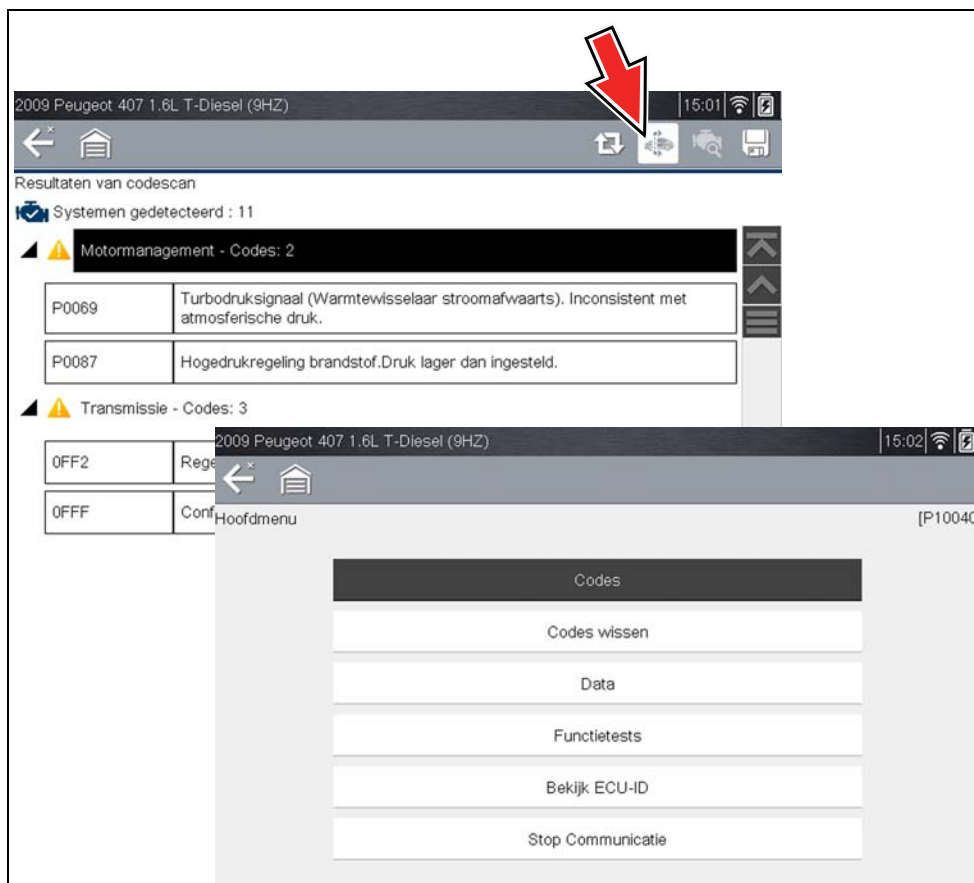 2009 Peugeot 407 1.6L T-Diesel (9HZ) 15:01
Resultaten van codescan
Systemen gedetecteerd : 11
Motormanagement - Codes: 2
P0069 Turbodruksignaal (Warmtewisselaar stroomafwaarts). Inconsistent met
atmosferische druk.
P0087 Hogedrukregeling brandstof.Druk lager dan ingesteld.
Transmissie - Codes: 3
0FF2 Rege
0FFF Conf
2009 Peugeot 407 1.6L T-Diesel (9HZ) 15:02
Hoofdmenu [P10040
Codes
Codes wissen
Data
Functietests
Bekijk ECU-ID
Stop Communicatie